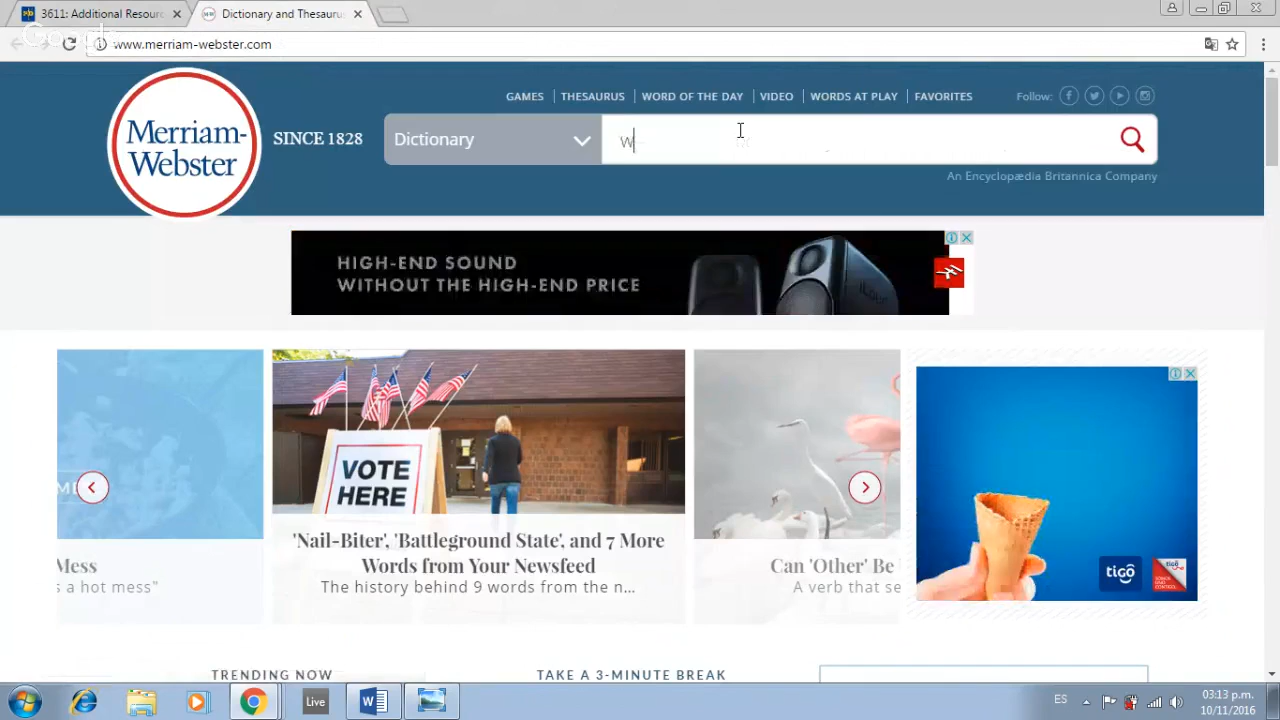 3611: Additional Resour
Dictionary and Thesauru
www.merriam-webster.com
GAMES
THESAURUS
WORD OF THE DAY
VIDEO
WORDS AT PLAY
FAVORITES
Follow:
Merriam-
Webster
SINCE 1828
Dictionary
W
An Encyclopædia Britannica Company
HIGH-END SOUND
WITHOUT THE HIGH-END PRICE
VOTE
HERE
Mess
s a hot mess"
'Nail-Biter', 'Battleground State', and 7 More
Words from Your Newsfeed
The history behind 9 words from the n...
Can 'Other' Be
A verb that se
tigo
TRENDING NOW
TAKE A 3-MINUTE BREAK
Live
ES
03:13 p.m.
10/11/2016